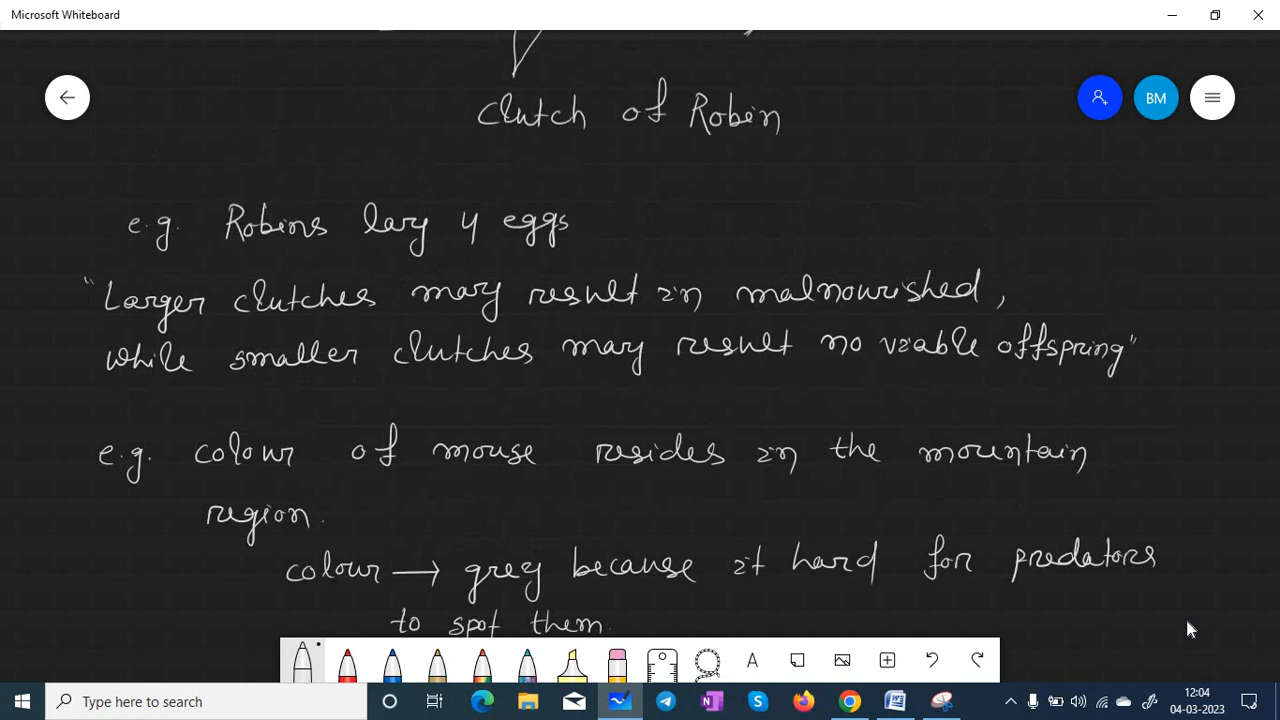 Microsoft Whiteboard
clutch of Robin
BM
e.g. Robins lay 4 eggs
"Larger clutches may result in malnourished,
while smaller clutches may result no viable offspring"
e.g. colour of mouse resides in the mountain
region.
colour → grey because it hard for predators
to spot them.
A
Type here to search
12:04
04-03-2023